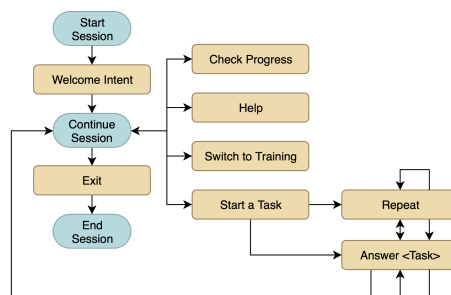 Start
Session
Welcome Intent
Continue
Session
Exit
End
Session
Check Progress
Help
Switch to Training
Start a Task
Repeat
Answer <Task>